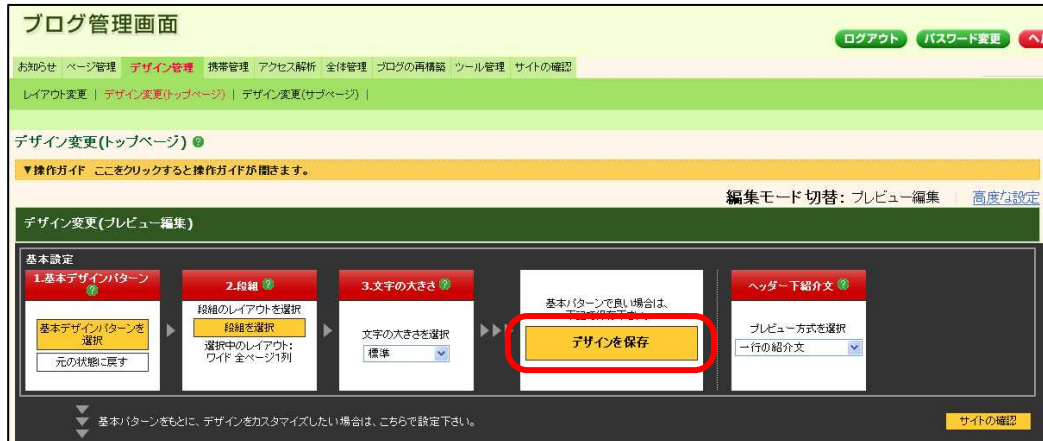 ブログ管理画面
ログアウト パスワード変更
お知らせ ページ管理 デザイン管理 携帯管理 アクセス解析 全体管理 ブログの再構築 ツール管理 サイトの確認
レイアウト変更 | デザイン変更(トップページ) | デザイン変更(サブページ) |
デザイン変更(トップページ) ?
▼操作ガイド ここをクリックすると操作ガイドが開きます。
編集モード切替: プレビュー編集 高度な設定
デザイン変更(プレビュー編集)
基本設定
1.基本デザインパターン ?
基本デザインパターンを選択
元の状態に戻す
2.段組 ?
段組のレイアウトを選択
段組を選択
選択中のレイアウト:
ワイド 全ページ1列
3.文字の大きさ ?
文字の大きさを選択
標準
基本パターンで良い場合は、
下記で保存下さい。
デザインを保存
ヘッダー下紹介文 ?
プレビュー方式を選択
一行の紹介文
基本パターンをもとに、デザインをカスタマイズしたい場合は、こちらで設定下さい。
サイトの確認